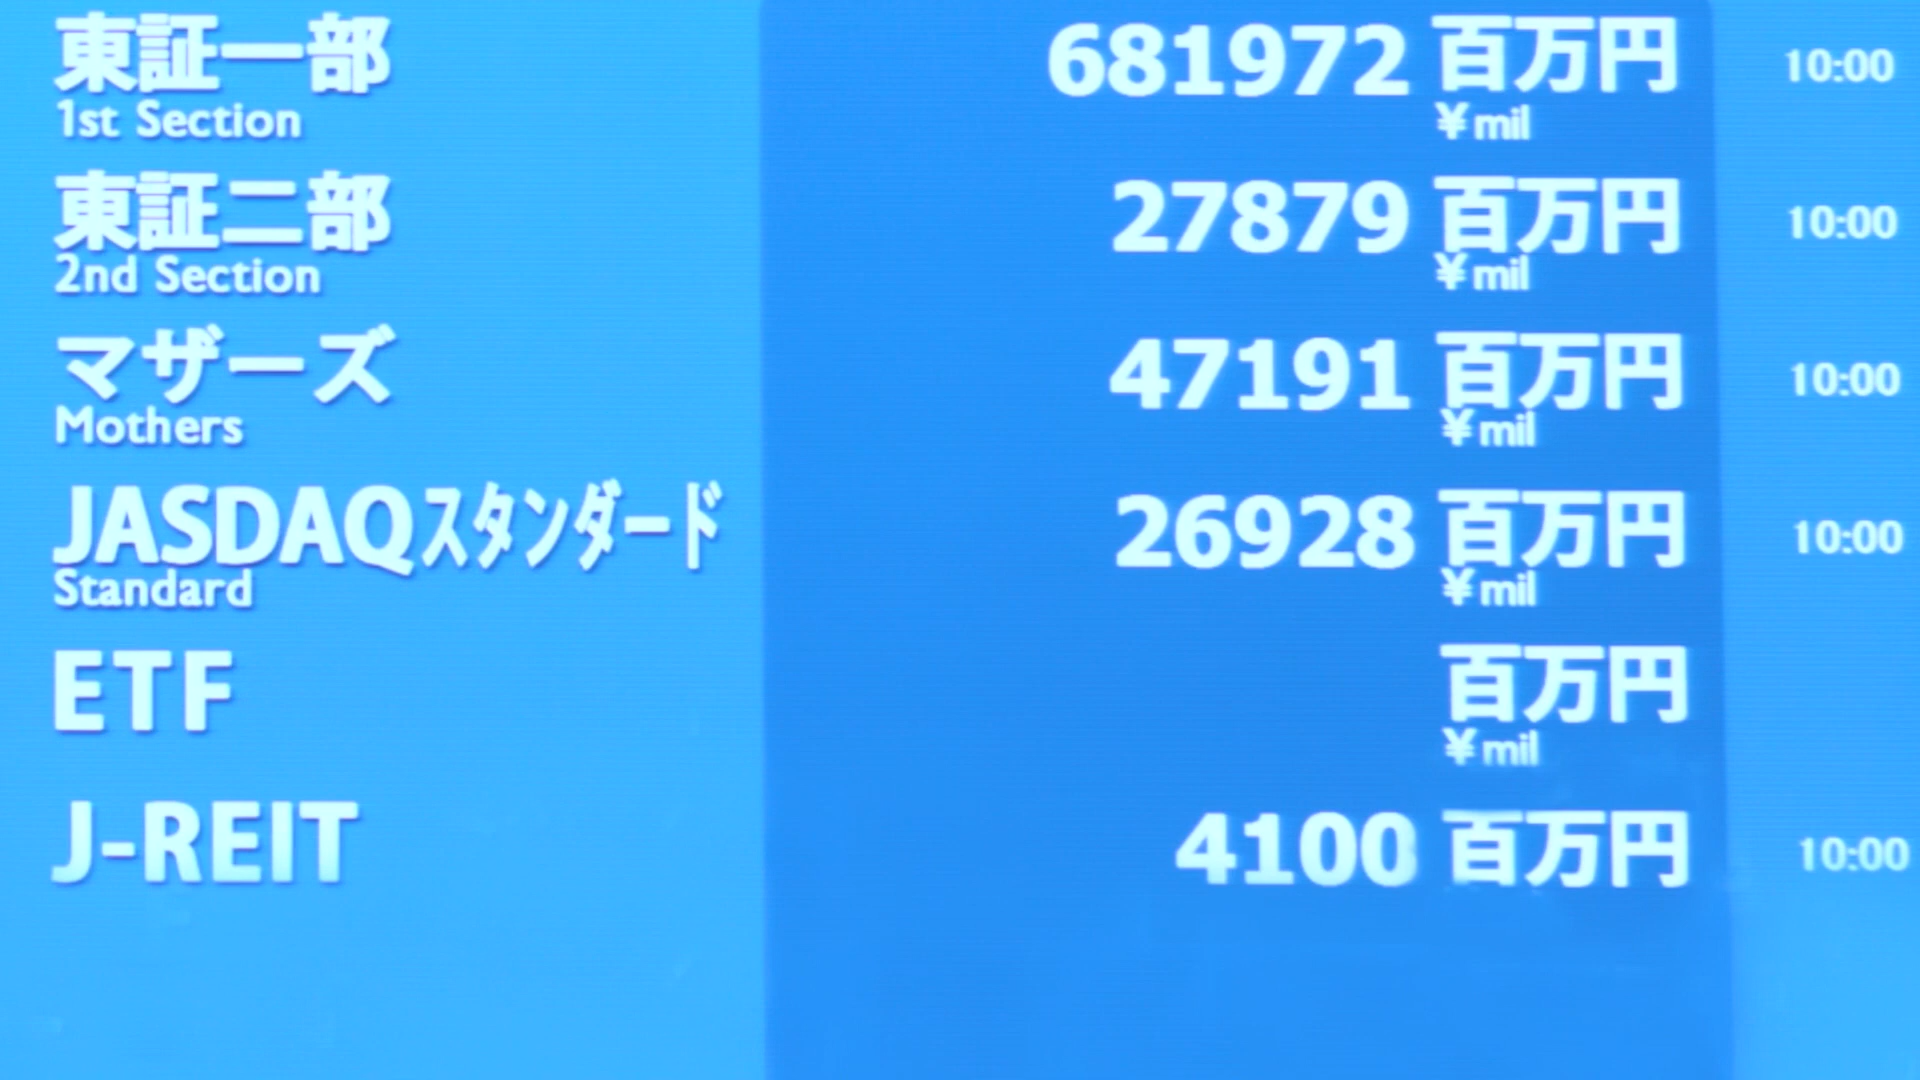 東証一部 681972 百万円 10:00
1st Section ¥mil
東証二部 27879 百万円 10:00
2nd Section ¥mil
マザーズ 47191 百万円 10:00
Mothers ¥mil
JASDAQスタンダード 26928 百万円 10:00
Standard ¥mil
ETF 百万円
¥mil
J-REIT 4100 百万円 10:00